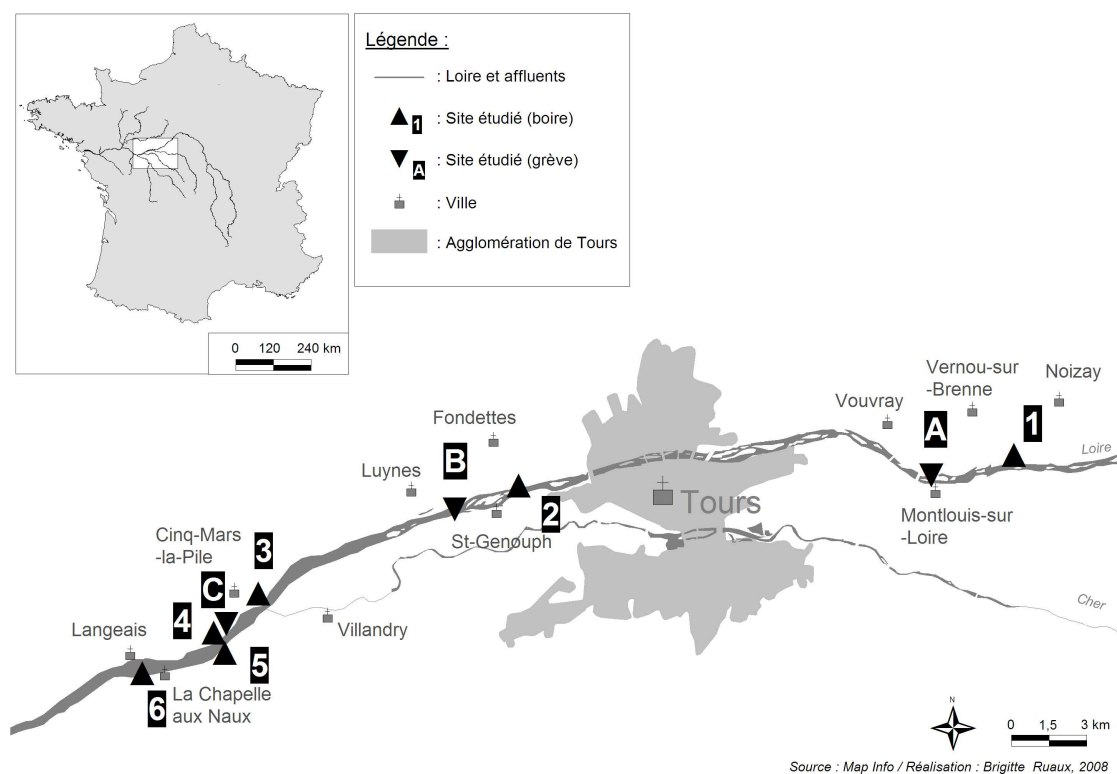 Légende :
: Loire et affluents
1 : Site étudié (boire)
A : Site étudié (grève)
: Ville
: Agglomération de Tours
0 120 240 km
Vernou-sur
-Brenne
Noizay
Vouvray
A
1
Loire
Fondettes
B
Luynes
Tours
2
Montlouis-sur
-Loire
St-Genouph
Cinq-Mars
-la-Pile
3
C
Cher
4
Villandry
Langeais
5
6
La Chapelle
aux Naux
N
0 1,5 3 km
Source : Map Info / Réalisation : Brigitte Ruaux, 2008